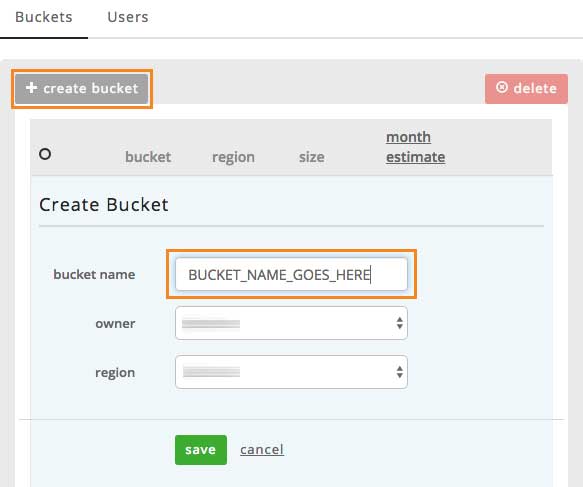 Buckets Users
+ create bucket delete
month
bucket region size estimate
Create Bucket
bucket name BUCKET_NAME_GOES_HERE
owner
region
save cancel